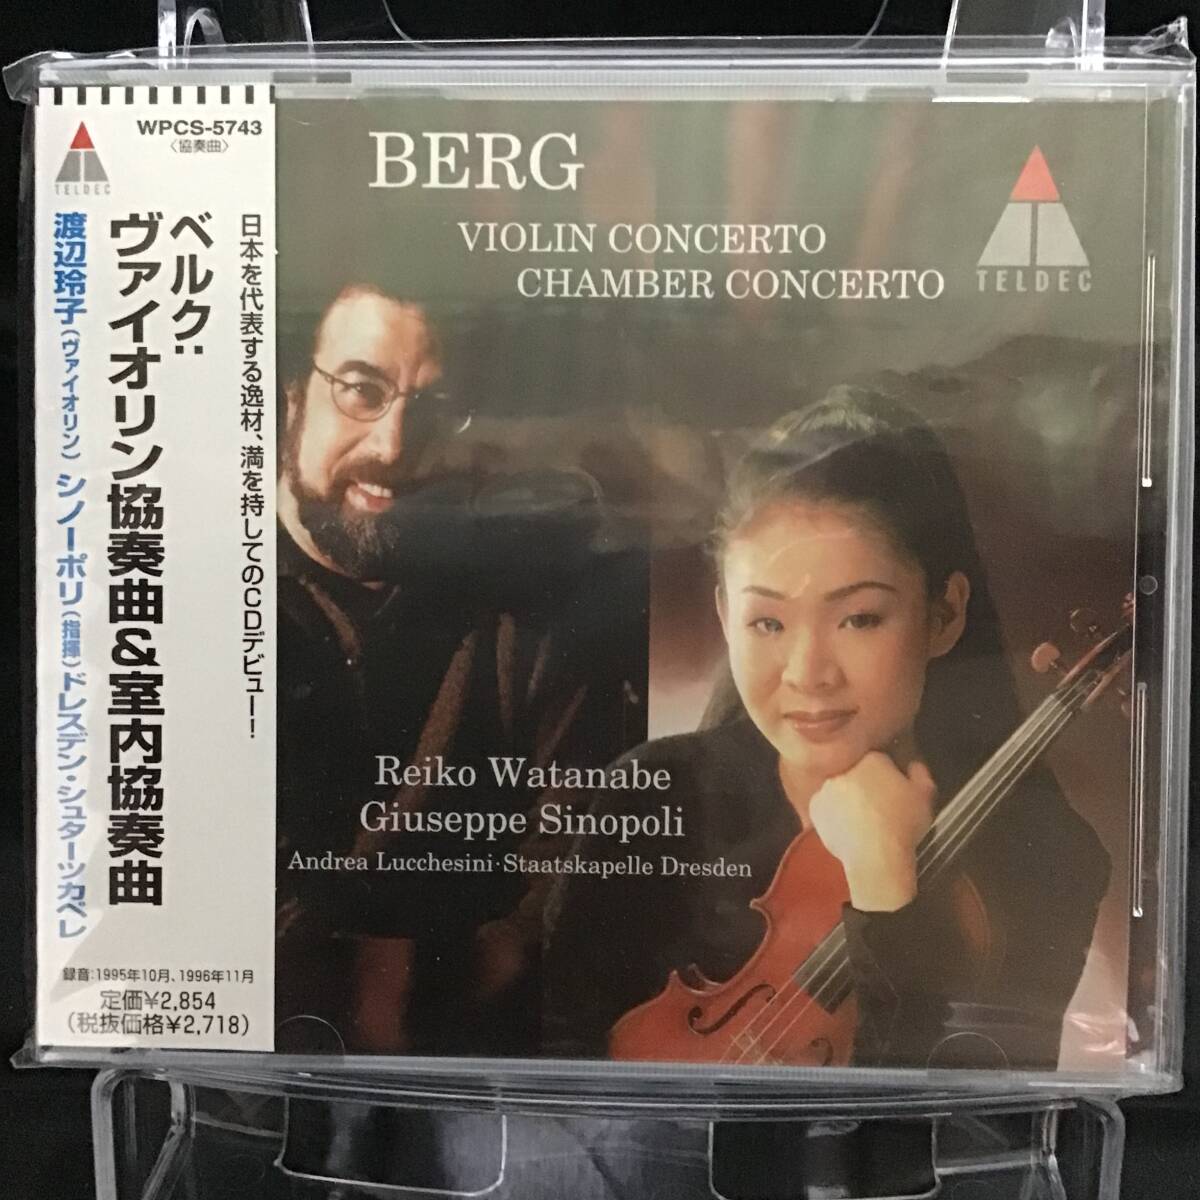 WPCS-5743
〈協奏曲〉
TELDEC
日本を代表する逸材、満を持してのCDデビュー!
ベルク:
ヴァイオリン協奏曲&室内協奏曲
渡辺玲子(ヴァイオリン) シノーポリ(指揮)ドレスデン・シュターツカペレ
録音:1995年10月、1996年11月
定価¥2,854
(税抜価格¥2,718)
BERG
VIOLIN CONCERTO
CHAMBER CONCERTO
TELDEC
Reiko Watanabe
Giuseppe Sinopoli
Andrea Lucchesini·Staatskapelle Dresden